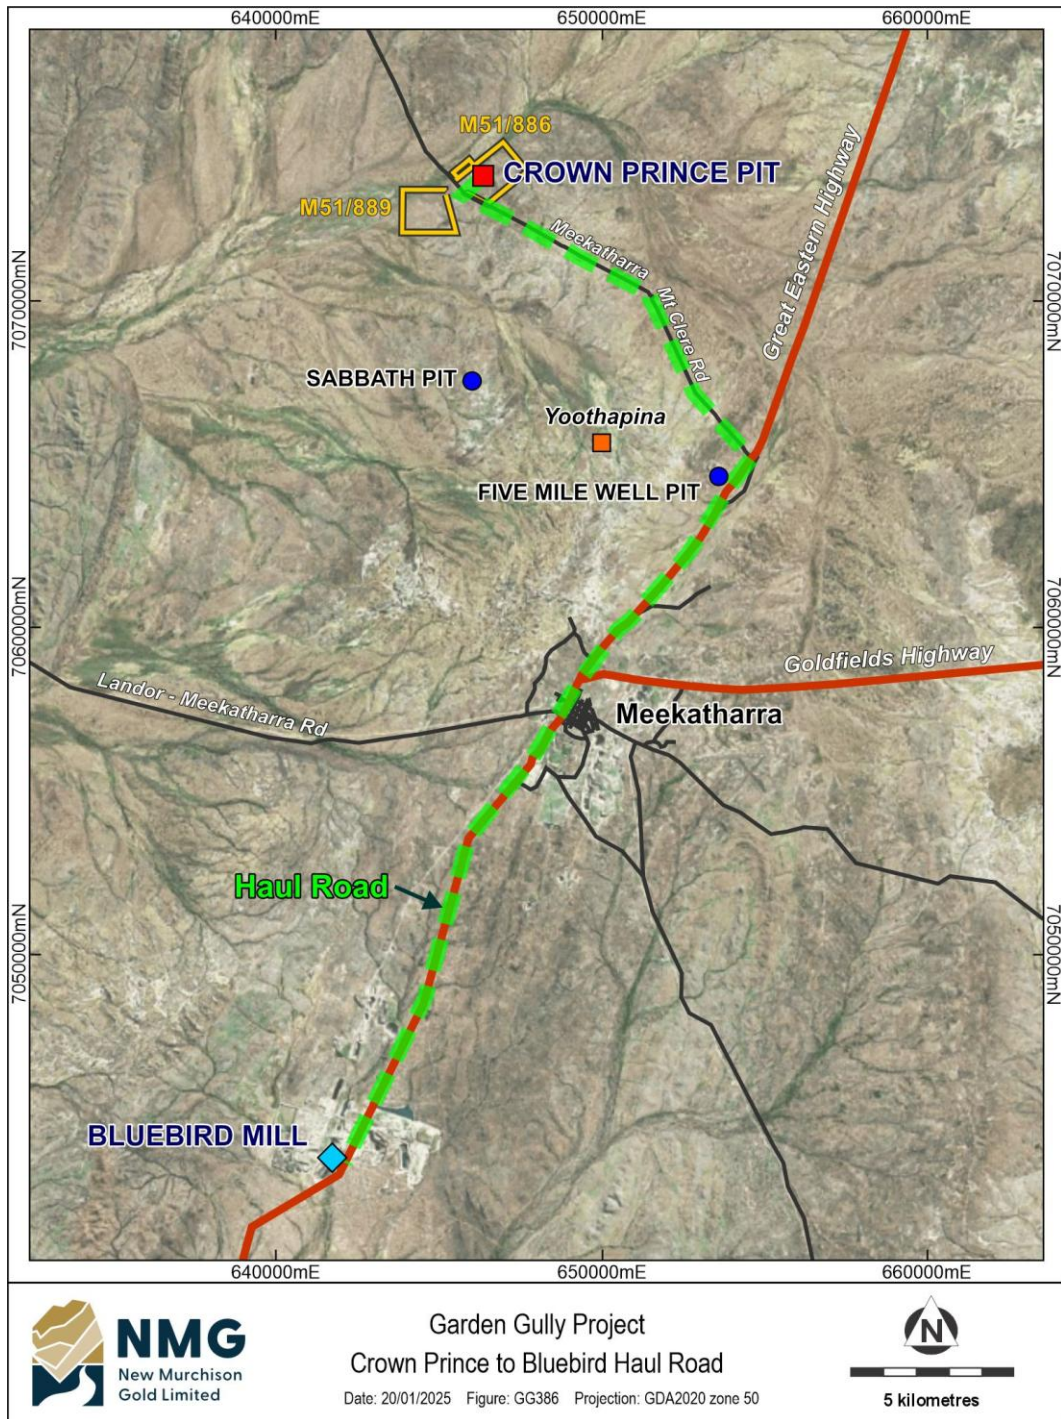 640000mE
650000mE
660000mE
M51/886
CROWN PRINCE PIT
M51/889
Meekatharra
Mt Clere Rd
Great Eastern Highway
7070000mN
7070000mN
SABBATH PIT
Yoothapina
FIVE MILE WELL PIT
7060000mN
7060000mN
Goldfields Highway
Landor - Meekatharra Rd
Meekatharra
Haul Road
7050000mN
7050000mN
BLUEBIRD MILL
640000mE
650000mE
660000mE
NMG
New Murchison
Gold Limited
Garden Gully Project
Crown Prince to Bluebird Haul Road
Date: 20/01/2025 Figure: GG386 Projection: GDA2020 zone 50
N
5 kilometres